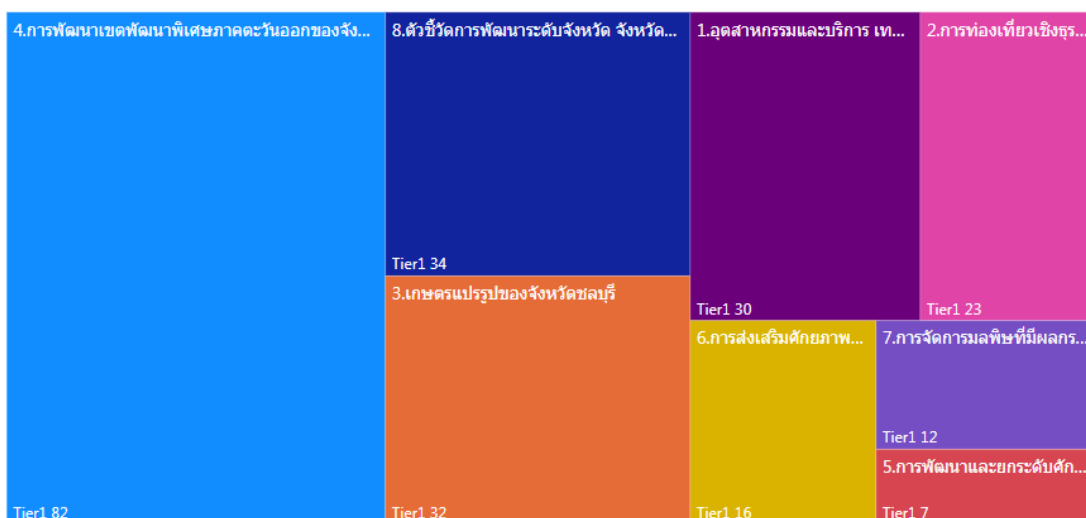 4.การพัฒนาเขตพัฒนาพิเศษภาคตะวันออกของจัง...
Tier1 82
8.ตัวชี้วัดการพัฒนาระดับจังหวัด จังหวัด...
Tier1 34
3.เกษตรแปรรูปของจังหวัดชลบุรี
Tier1 32
1.อุตสาหกรรมและบริการ เท...
Tier1 30
2.การท่องเที่ยวเชิงธุร...
Tier1 23
6.การส่งเสริมศักยภาพ...
Tier1 16
7.การจัดการมลพิษที่มีผลกร...
Tier1 12
5.การพัฒนาและยกระดับศัก...
Tier1 7